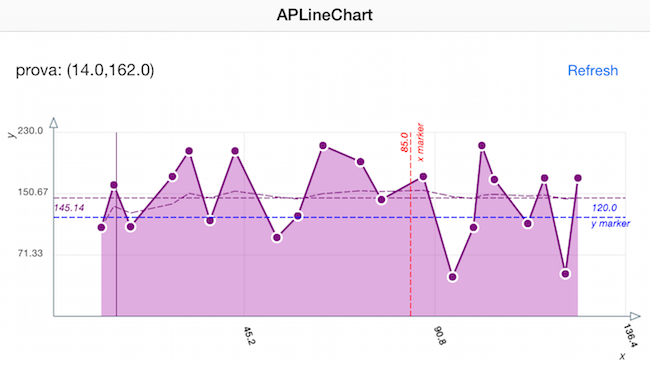 APLineChart
prova: (14.0,162.0)
Refresh
y
230.0
150.67
71.33
145.14
85.0
x marker
120.0
y marker
45.2
90.8
136.4
x